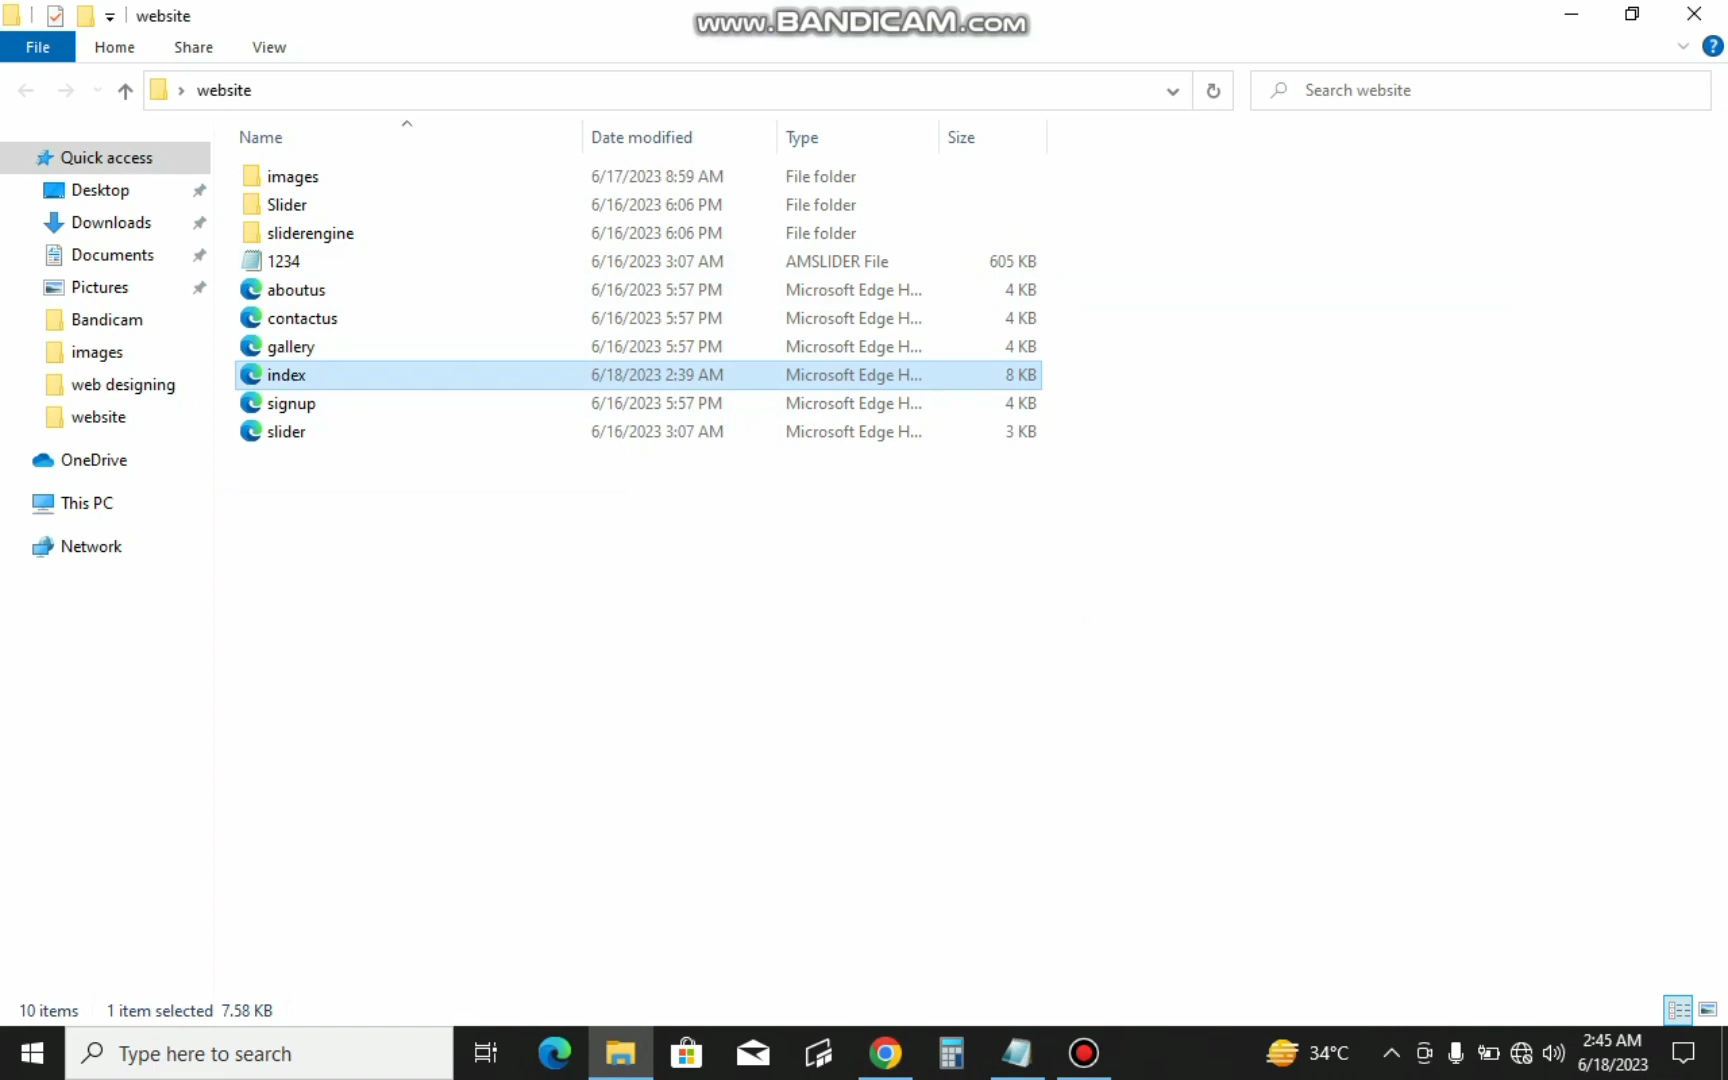 website
www.BANDICAM.com
File Home Share View
?
website
Search website
Name Date modified Type Size
Quick access
Desktop
Downloads
Documents
Pictures
Bandicam
images
web designing
website
OneDrive
This PC
Network
images 6/17/2023 8:59 AM File folder
Slider 6/16/2023 6:06 PM File folder
sliderengine 6/16/2023 6:06 PM File folder
1234 6/16/2023 3:07 AM AMSLIDER File 605 KB
aboutus 6/16/2023 5:57 PM Microsoft Edge H... 4 KB
contactus 6/16/2023 5:57 PM Microsoft Edge H... 4 KB
gallery 6/16/2023 5:57 PM Microsoft Edge H... 4 KB
index 6/18/2023 2:39 AM Microsoft Edge H... 8 KB
signup 6/16/2023 5:57 PM Microsoft Edge H... 4 KB
slider 6/16/2023 3:07 AM Microsoft Edge H... 3 KB
10 items 1 item selected 7.58 KB
Type here to search
34°C
2:45 AM
6/18/2023